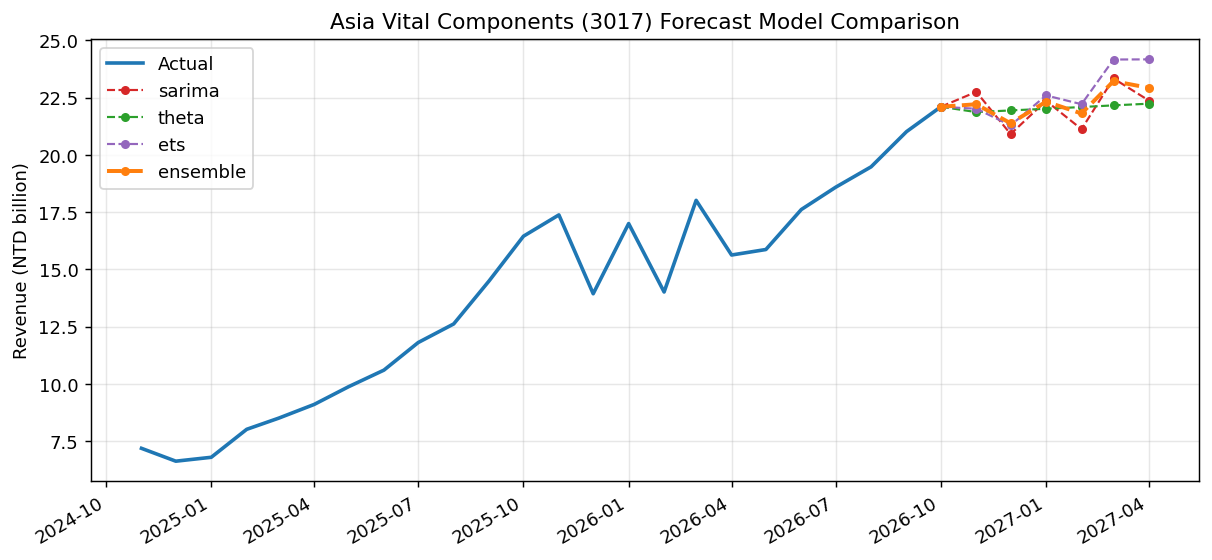 Asia Vital Components (3017) Forecast Model Comparison
Revenue (NTD billion)
25.0
22.5
20.0
17.5
15.0
12.5
10.0
7.5
Actual
sarima
theta
ets
ensemble
2024-10
2025-01
2025-04
2025-07
2025-10
2026-01
2026-04
2026-07
2026-10
2027-01
2027-04